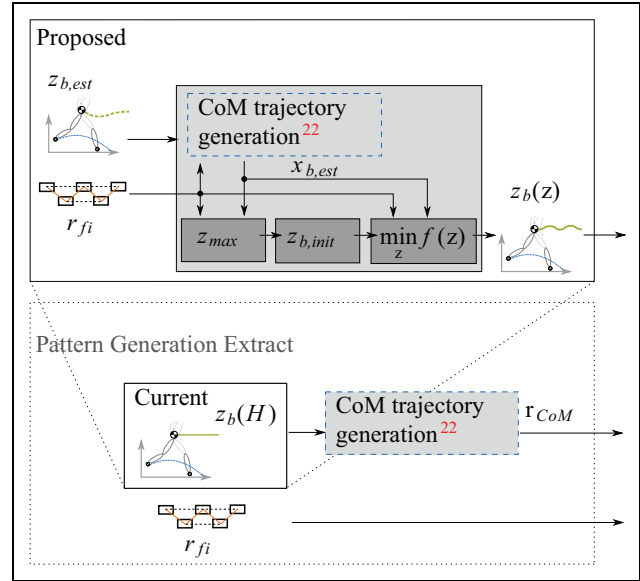 Proposed
z_{b,est}
CoM trajectory
generation^{22}
x_{b,est}
r_{fi}
z_b(z)
z_{max}
z_{b,init}
min f(z)
z
Pattern Generation Extract
Current
z_b(H)
CoM trajectory
generation^{22}
r_{CoM}
r_{fi}